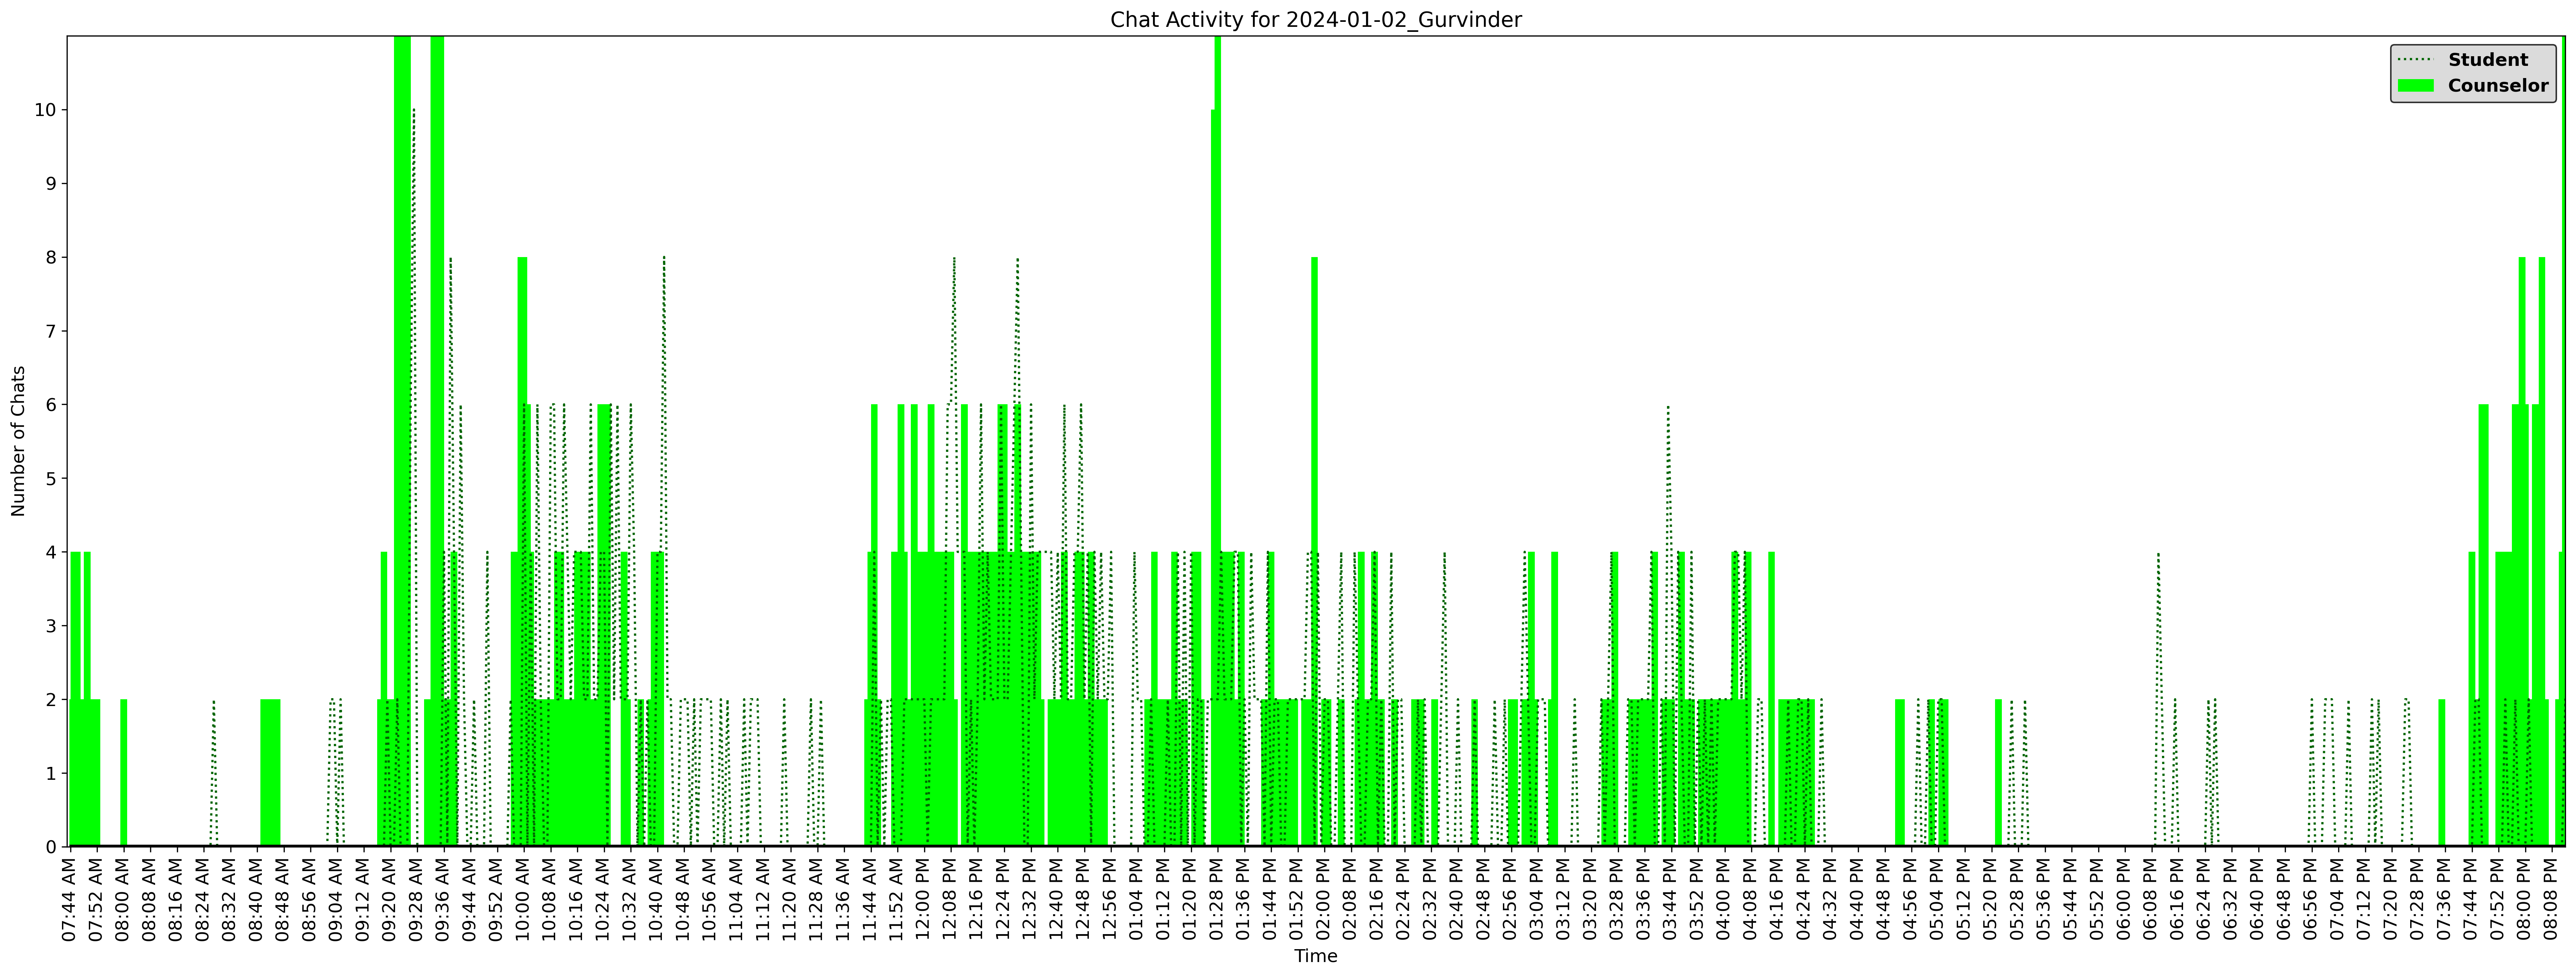 Chat Activity for 2024-01-02_Gurvinder
Student
Counselor
Number of Chats
10
9
8
7
6
5
4
3
2
1
0
07:44 AM
07:52 AM
08:00 AM
08:08 AM
08:16 AM
08:24 AM
08:32 AM
08:40 AM
08:48 AM
08:56 AM
09:04 AM
09:12 AM
09:20 AM
09:28 AM
09:36 AM
09:44 AM
09:52 AM
10:00 AM
10:08 AM
10:16 AM
10:24 AM
10:32 AM
10:40 AM
10:48 AM
10:56 AM
11:04 AM
11:12 AM
11:20 AM
11:28 AM
11:36 AM
11:44 AM
11:52 AM
12:00 PM
12:08 PM
12:16 PM
12:24 PM
12:32 PM
12:40 PM
12:48 PM
12:56 PM
01:04 PM
01:12 PM
01:20 PM
01:28 PM
01:36 PM
01:44 PM
01:52 PM
02:00 PM
02:08 PM
02:16 PM
02:24 PM
02:32 PM
02:40 PM
02:48 PM
02:56 PM
03:04 PM
03:12 PM
03:20 PM
03:28 PM
03:36 PM
03:44 PM
03:52 PM
04:00 PM
04:08 PM
04:16 PM
04:24 PM
04:32 PM
04:40 PM
04:48 PM
04:56 PM
05:04 PM
05:12 PM
05:20 PM
05:28 PM
05:36 PM
05:44 PM
05:52 PM
06:00 PM
06:08 PM
06:16 PM
06:24 PM
06:32 PM
06:40 PM
06:48 PM
06:56 PM
07:04 PM
07:12 PM
07:20 PM
07:28 PM
07:36 PM
07:44 PM
07:52 PM
08:00 PM
08:08 PM
Time